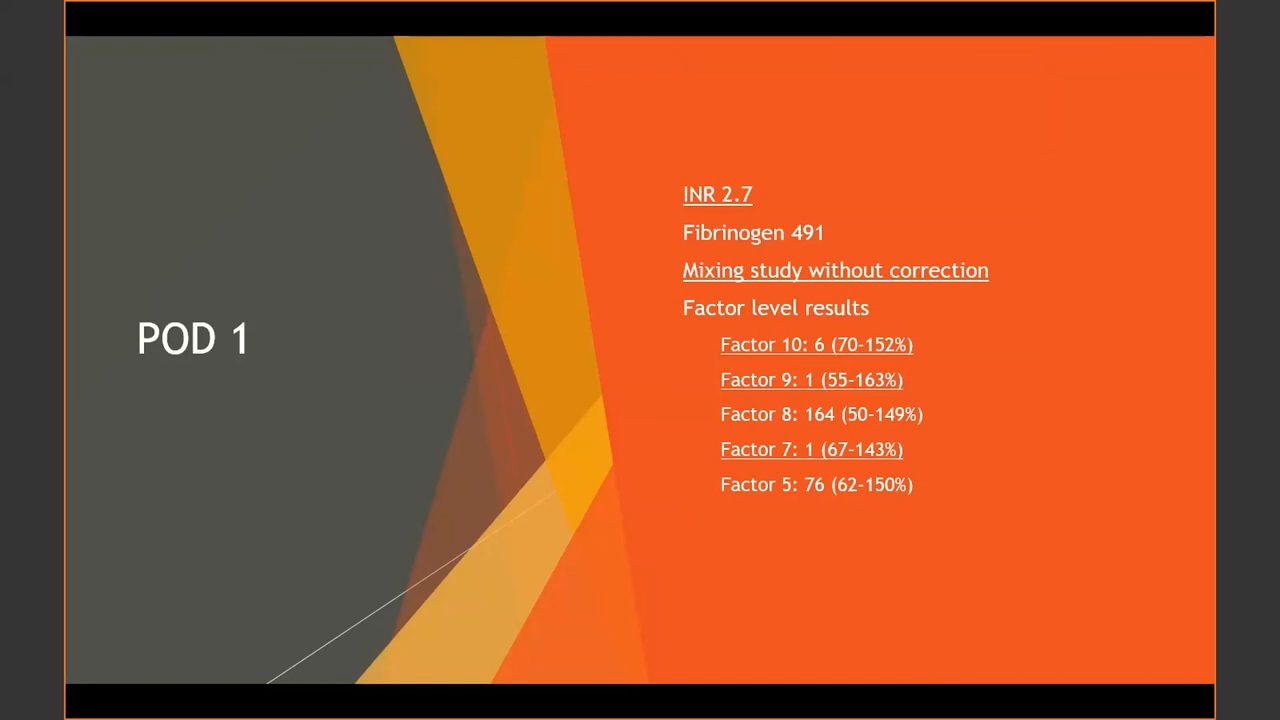 POD 1
INR 2.7
Fibrinogen 491
Mixing study without correction
Factor level results
Factor 10: 6 (70-152%)
Factor 9: 1 (55-163%)
Factor 8: 164 (50-149%)
Factor 7: 1 (67-143%)
Factor 5: 76 (62-150%)